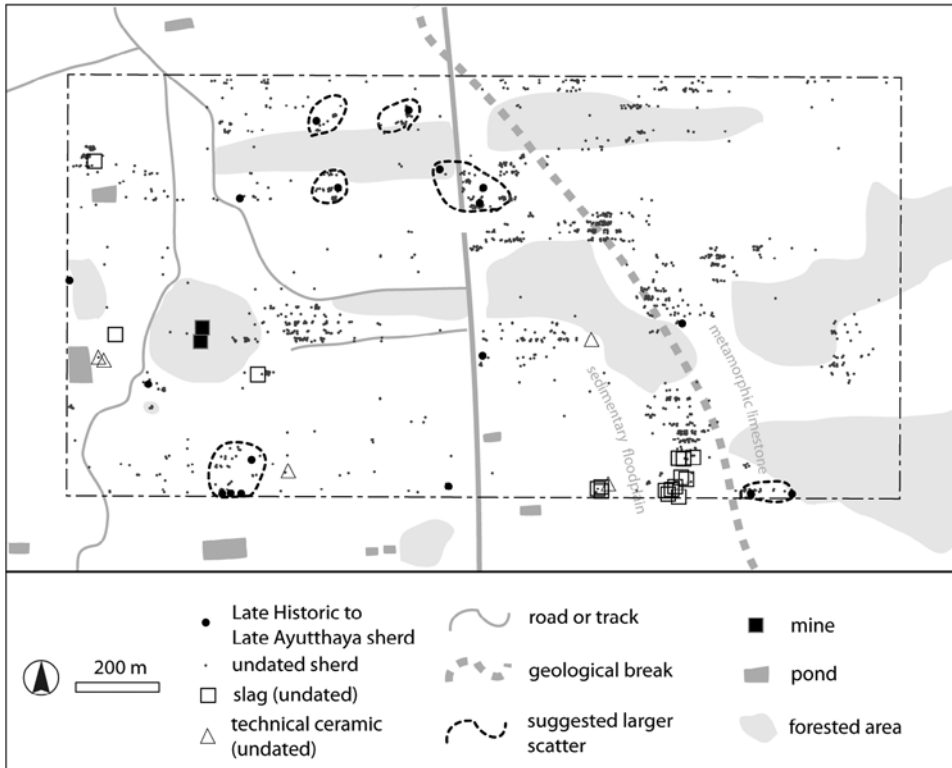 metamorphic limestone
sedimentary floodplain
200 m
Late Historic to
Late Ayutthaya sherd
undated sherd
slag (undated)
technical ceramic
(undated)
road or track
geological break
suggested larger
scatter
mine
pond
forested area